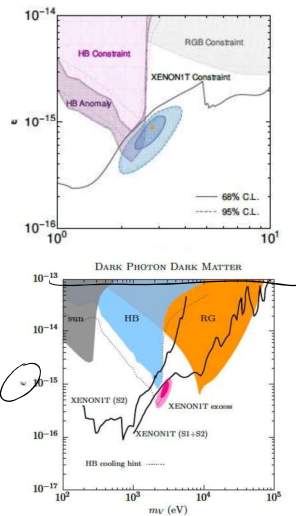 10⁻¹⁴
HB Constraint
RGB Constraint
XENON1T Constraint
HB Anomaly
ε
10⁻¹⁵
68% C.L.
95% C.L.
10⁻¹⁶
10⁰
10¹
DARK PHOTON DARK MATTER
10⁻¹³
sun
HB
RG
10⁻¹⁴
ϵ
10⁻¹⁵
XENON1T (S2)
XENON1T excess
10⁻¹⁶
XENON1T (S1+S2)
HB cooling hint
10⁻¹⁷
10²
10³
10⁴
10⁵
m_V (eV)